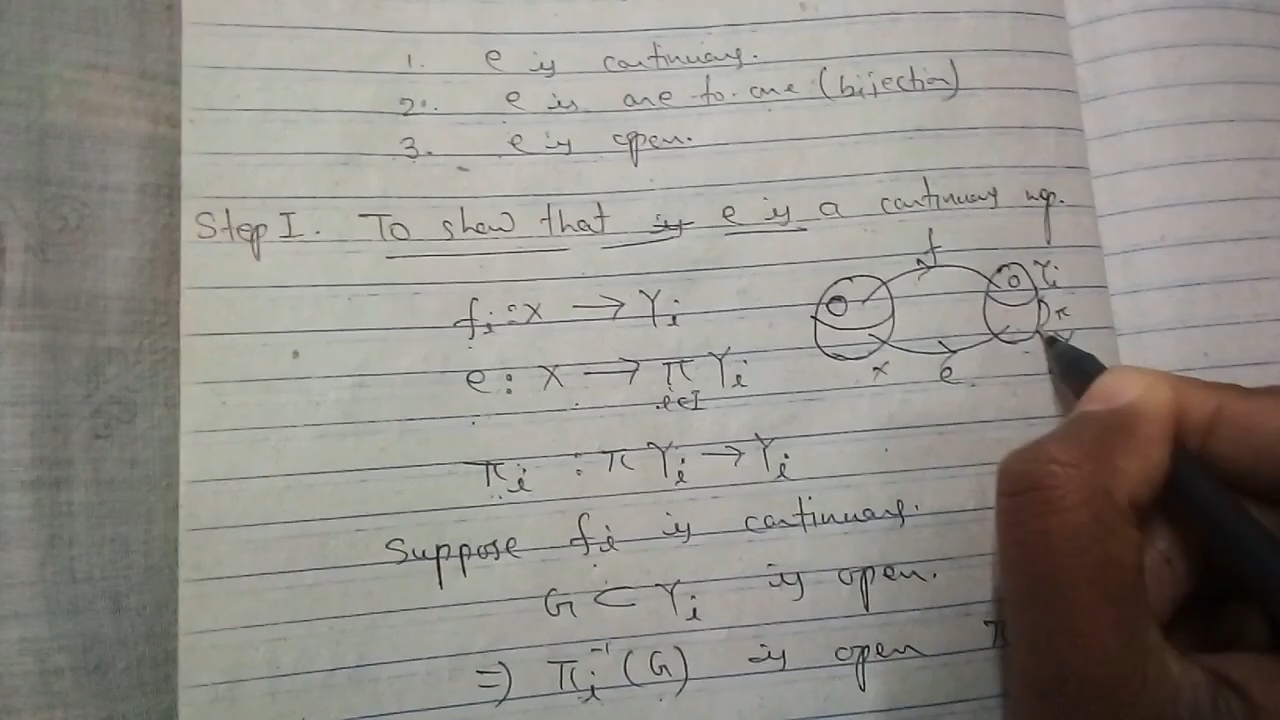 1. e is continuous.
2. e is one-to-one (bijection)
3. e is open.
Step I. To show that is e is a continuous map.
f
Yi
fi : X → Yi
π
e : X → π Yi
i∈I
x
e
πi : π Yi → Yi
Suppose fi is continuous.
G ⊂ Yi is open.
⇒ πi⁻¹(G) is open π